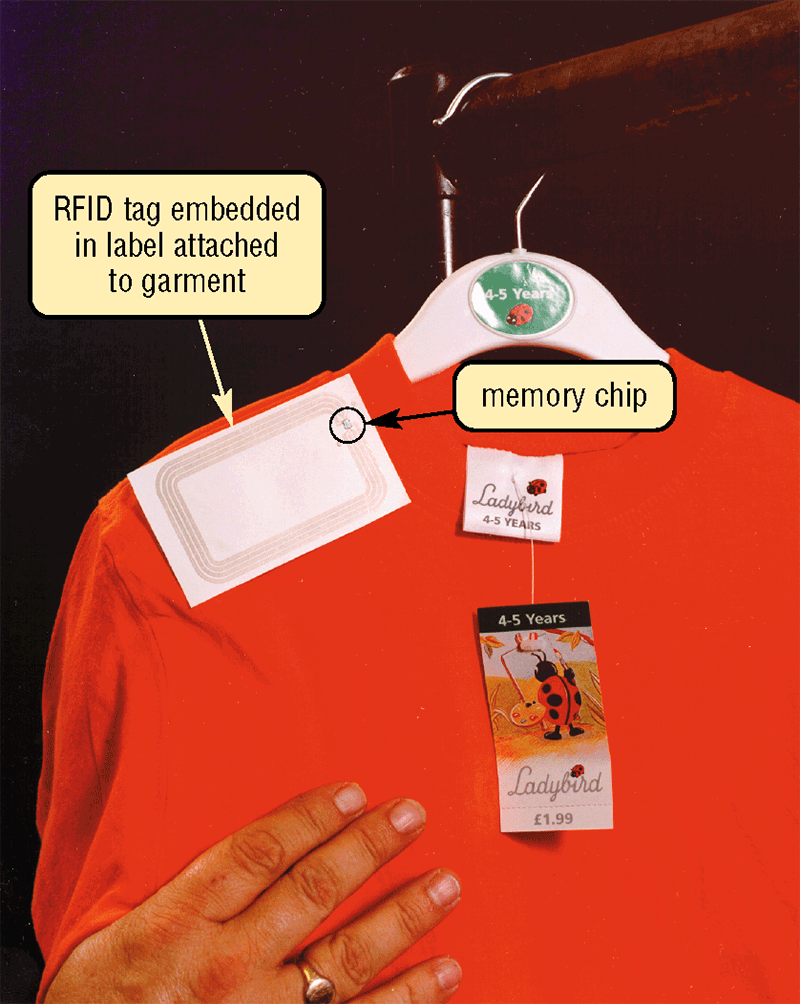 RFID tag embedded
in label attached
to garment
4-5 Years
memory chip
Ladybird
4-5 YEARS
4-5 Years
Ladybird
£1.99